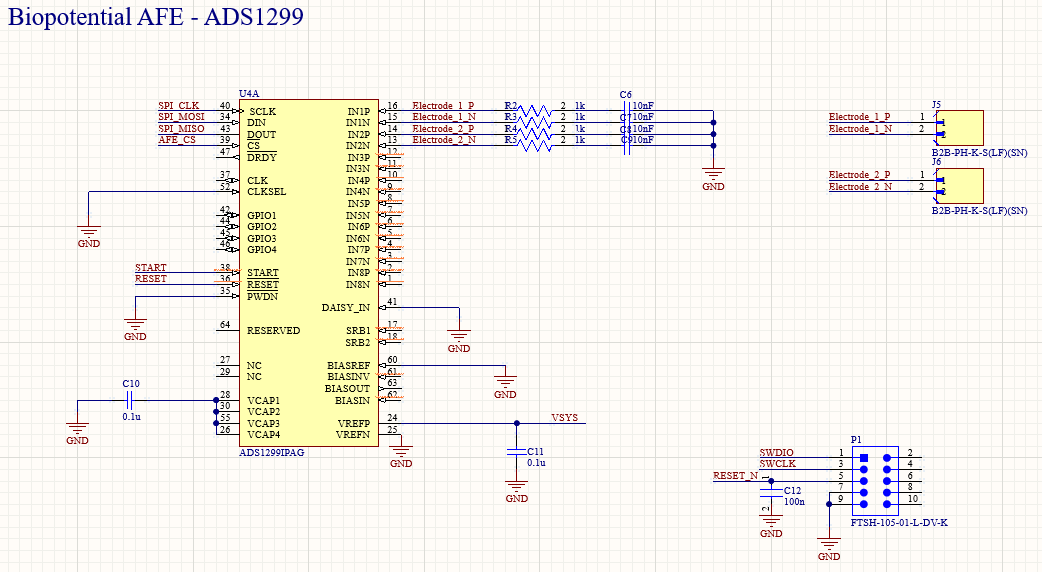 Biopotential AFE - ADS1299
U4A
SPI_CLK 40 SCLK IN1P 16 Electrode_1_P R2 2 1k C6 10nF
SPI_MOSI 34 DIN IN1N 15 Electrode_1_N R3 2 1k 10nF
SPI_MISO 43 DOUT IN2P 14 Electrode_2_P R4 2 1k 10nF
AFE_CS 39 CS IN2N 13 Electrode_2_N R5 2 1k C9 10nF
47 DRDY IN3P 12
IN3N 11
37 CLK IN4P 10
52 CLKSEL IN4N 9
IN5P 8
42 GPIO1 IN5N 7
44 GPIO2 IN6P 6
45 GPIO3 IN6N 5
46 GPIO4 IN7P 4
IN7N 3
START 38 START IN8P 2
RESET 36 RESET IN8N 1
35 PWDN
DAISY_IN 41
64 RESERVED SRB1 17
SRB2 18
27 NC BIASREF 60
29 NC BIASINV 61
BIASOUT 63
28 VCAP1 BIASIN 62
30 VCAP2
55 VCAP3 VREFP 24 VSYS
26 VCAP4 VREFN 25
ADS1299IPAG
GND
GND
C10
0.1u
GND
GND
GND
GND
GND
C11
0.1u
GND
J5
Electrode_1_P 1 1
Electrode_1_N 2 2
B2B-PH-K-S(LF)(SN)
J6
Electrode_2_P 1 1
Electrode_2_N 2 2
B2B-PH-K-S(LF)(SN)
P1
SWDIO 1 2
SWCLK 3 4
RESET_N 5 6
7 8
9 10
FTSH-105-01-L-DV-K
1
C12
100n
2
GND
GND